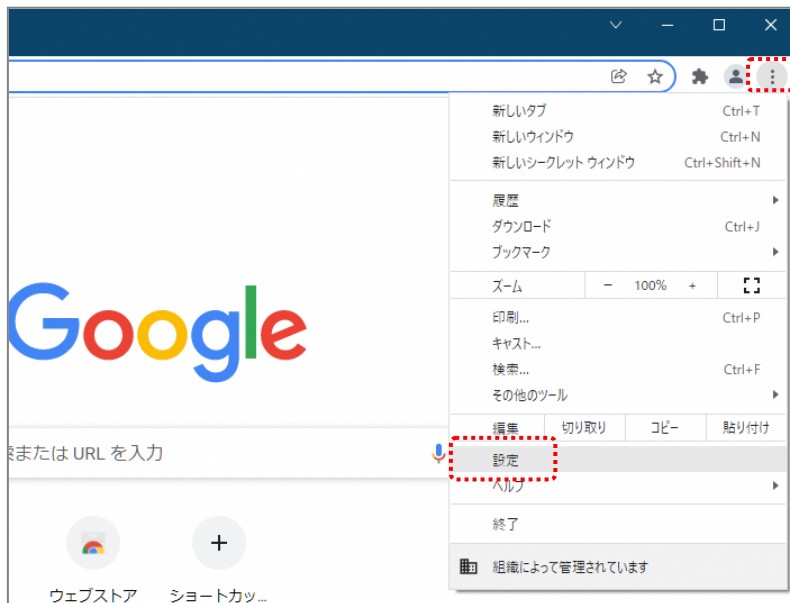 新しいタブ Ctrl+T
新しいウィンドウ Ctrl+N
新しいシークレット ウィンドウ Ctrl+Shift+N
履歴
ダウンロード Ctrl+J
ブックマーク
ズーム − 100% +
Google
印刷... Ctrl+P
キャスト...
検索... Ctrl+F
その他のツール
編集 切り取り コピー 貼り付け
または URL を入力
設定
ヘルプ
終了
組織によって管理されています
ウェブストア ショートカッ...